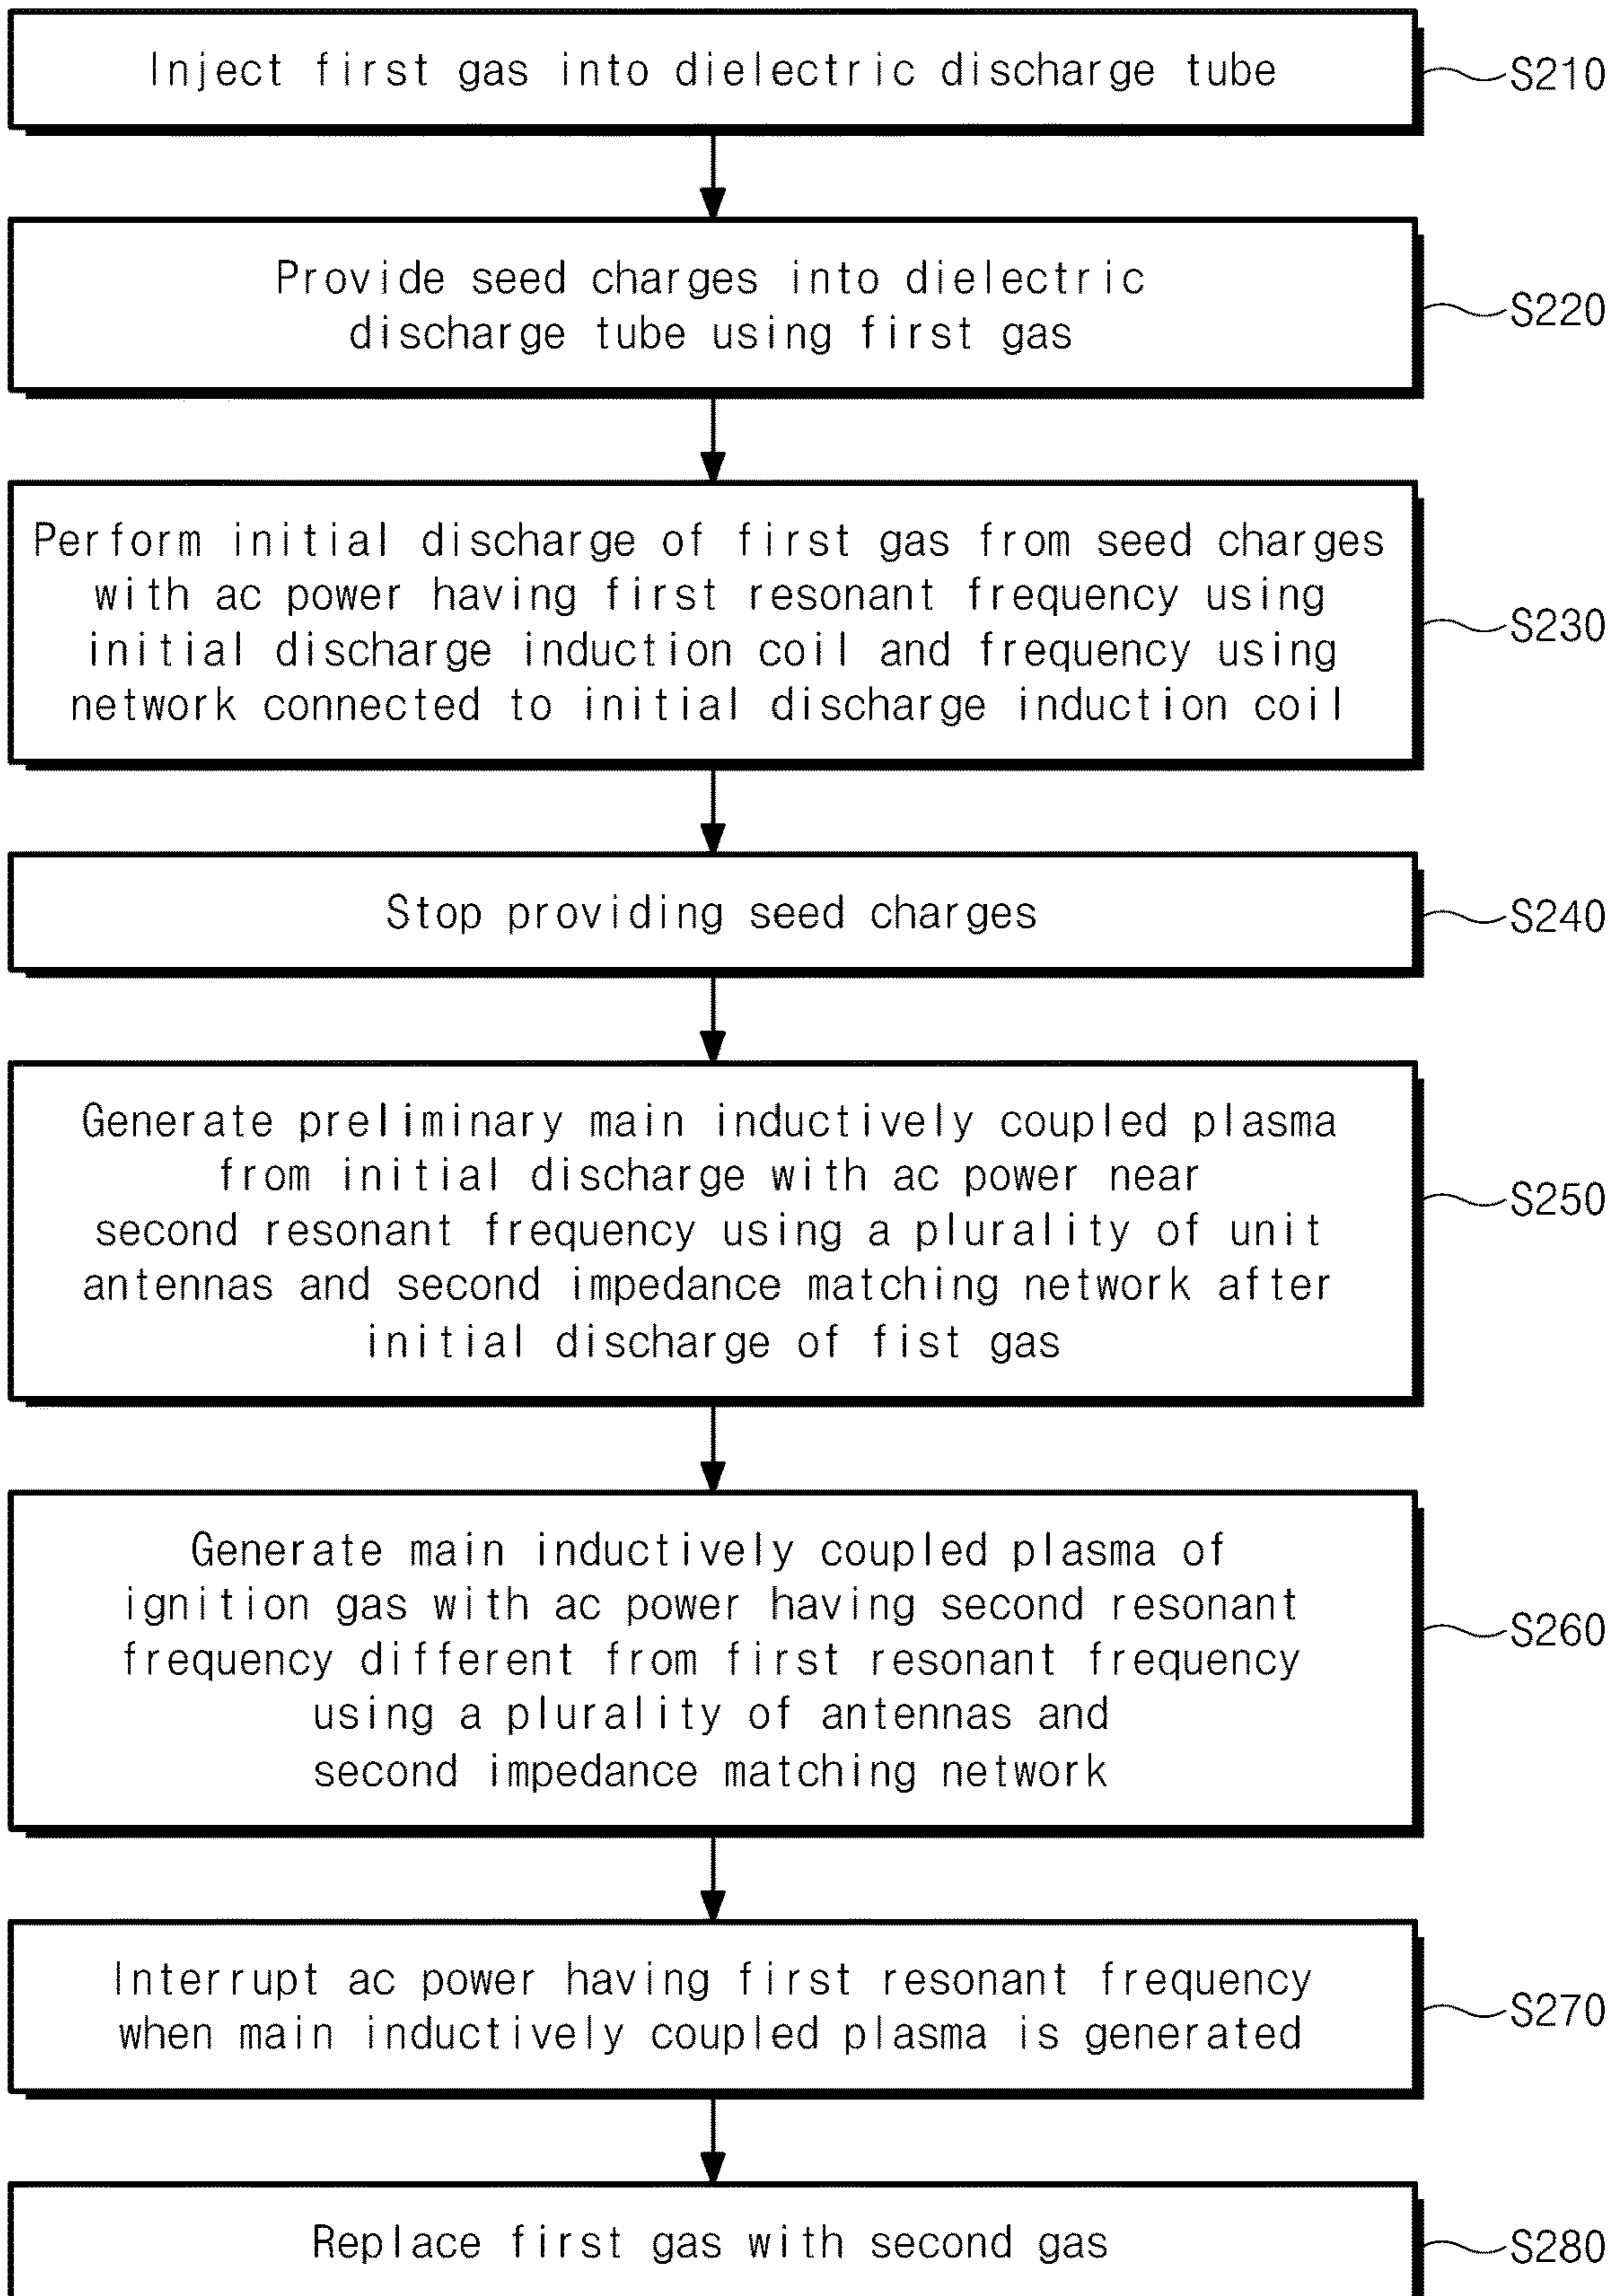 Inject first gas into dielectric discharge tube
S210
Provide seed charges into dielectric
discharge tube using first gas
S220
Perform initial discharge of first gas from seed charges
with ac power having first resonant frequency using
initial discharge induction coil and frequency using
network connected to initial discharge induction coil
S230
Stop providing seed charges
S240
Generate preliminary main inductively coupled plasma
from initial discharge with ac power near
second resonant frequency using a plurality of unit
antennas and second impedance matching network after
initial discharge of fist gas
S250
Generate main inductively coupled plasma of
ignition gas with ac power having second resonant
frequency different from first resonant frequency
using a plurality of antennas and
second impedance matching network
S260
Interrupt ac power having first resonant frequency
when main inductively coupled plasma is generated
S270
Replace first gas with second gas
S280